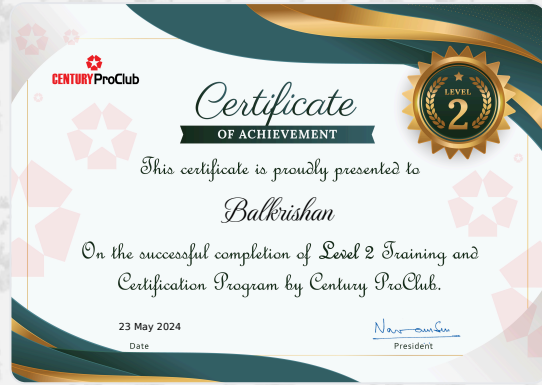 CENTURY ProClub
Certificate
OF ACHIEVEMENT
LEVEL
2
This certificate is proudly presented to
Balkrishan
On the successful completion of Level 2 Training and
Certification Program by Century ProClub.
23 May 2024
Date
President